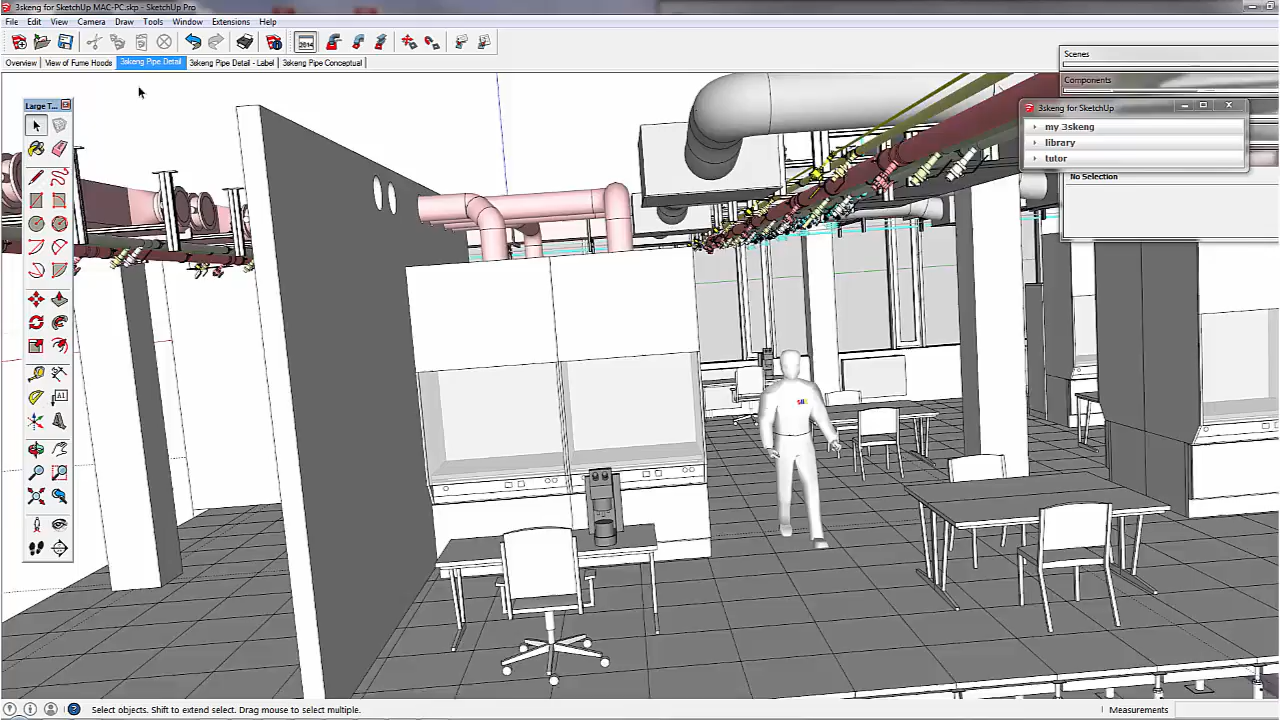 3skeng for SketchUp MAC-PC.skp - SketchUp Pro
File Edit View Camera Draw Tools Window Extensions Help
2014
Overview View of Fume Hoods 3skeng Pipe Detail 3skeng Pipe Detail - Label 3skeng Pipe Conceptual
Scenes
Components
Large T...
3skeng for SketchUp
my 3skeng
library
tutor
No Selection
A1
Select objects. Shift to extend select. Drag mouse to select multiple.
Measurements